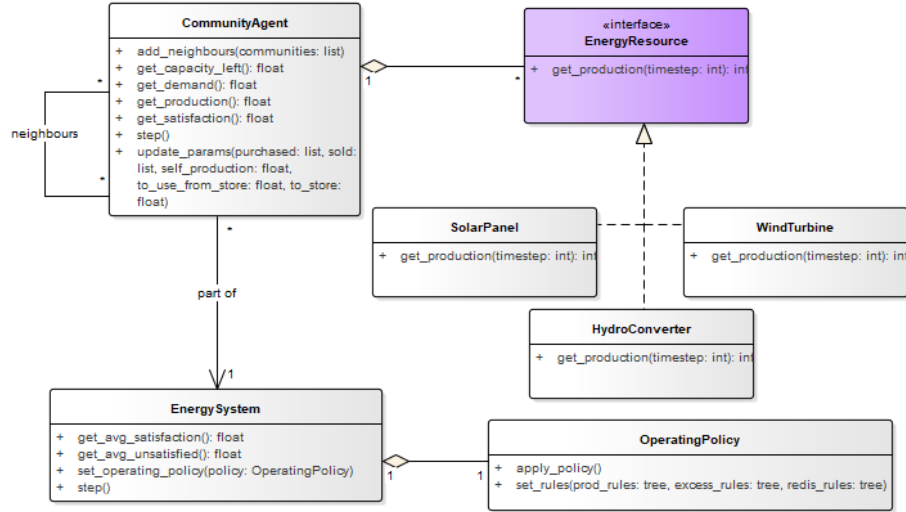 CommunityAgent
+ add_neighbours(communities: list)
+ get_capacity_left(): float
+ get_demand(): float
+ get_production(): float
+ get_satisfaction(): float
+ step()
+ update_params(purchased: list, sold:
list, self_production: float,
to_use_from_store: float, to_store:
float)
*
neighbours
*
1
*
«interface»
EnergyResource
+ get_production(timestep: int): int
SolarPanel
+ get_production(timestep: int): int
WindTurbine
+ get_production(timestep: int): int
HydroConverter
+ get_production(timestep: int): int
*
part of
1
EnergySystem
+ get_avg_satisfaction(): float
+ get_avg_unsatisfied(): float
+ set_operating_policy(policy: OperatingPolicy)
+ step()
1
1
OperatingPolicy
+ apply_policy()
+ set_rules(prod_rules: tree, excess_rules: tree, redis_rules: tree)